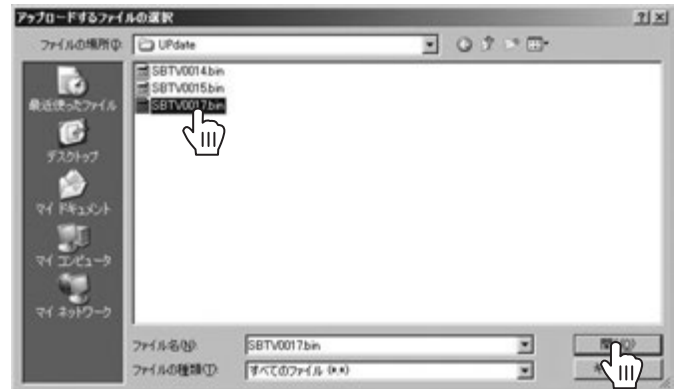 アップロードするファイルの選択
ファイルの場所(I):
UPdate
SBTV0014.bin
SBTV0015.bin
SBTV0017.bin
最近使ったファイル
デスクトップ
マイ ドキュメント
マイ コンピュータ
マイ ネットワーク
ファイル名(N):
SBTV0017.bin
ファイルの種類(T):
すべてのファイル (*.*)